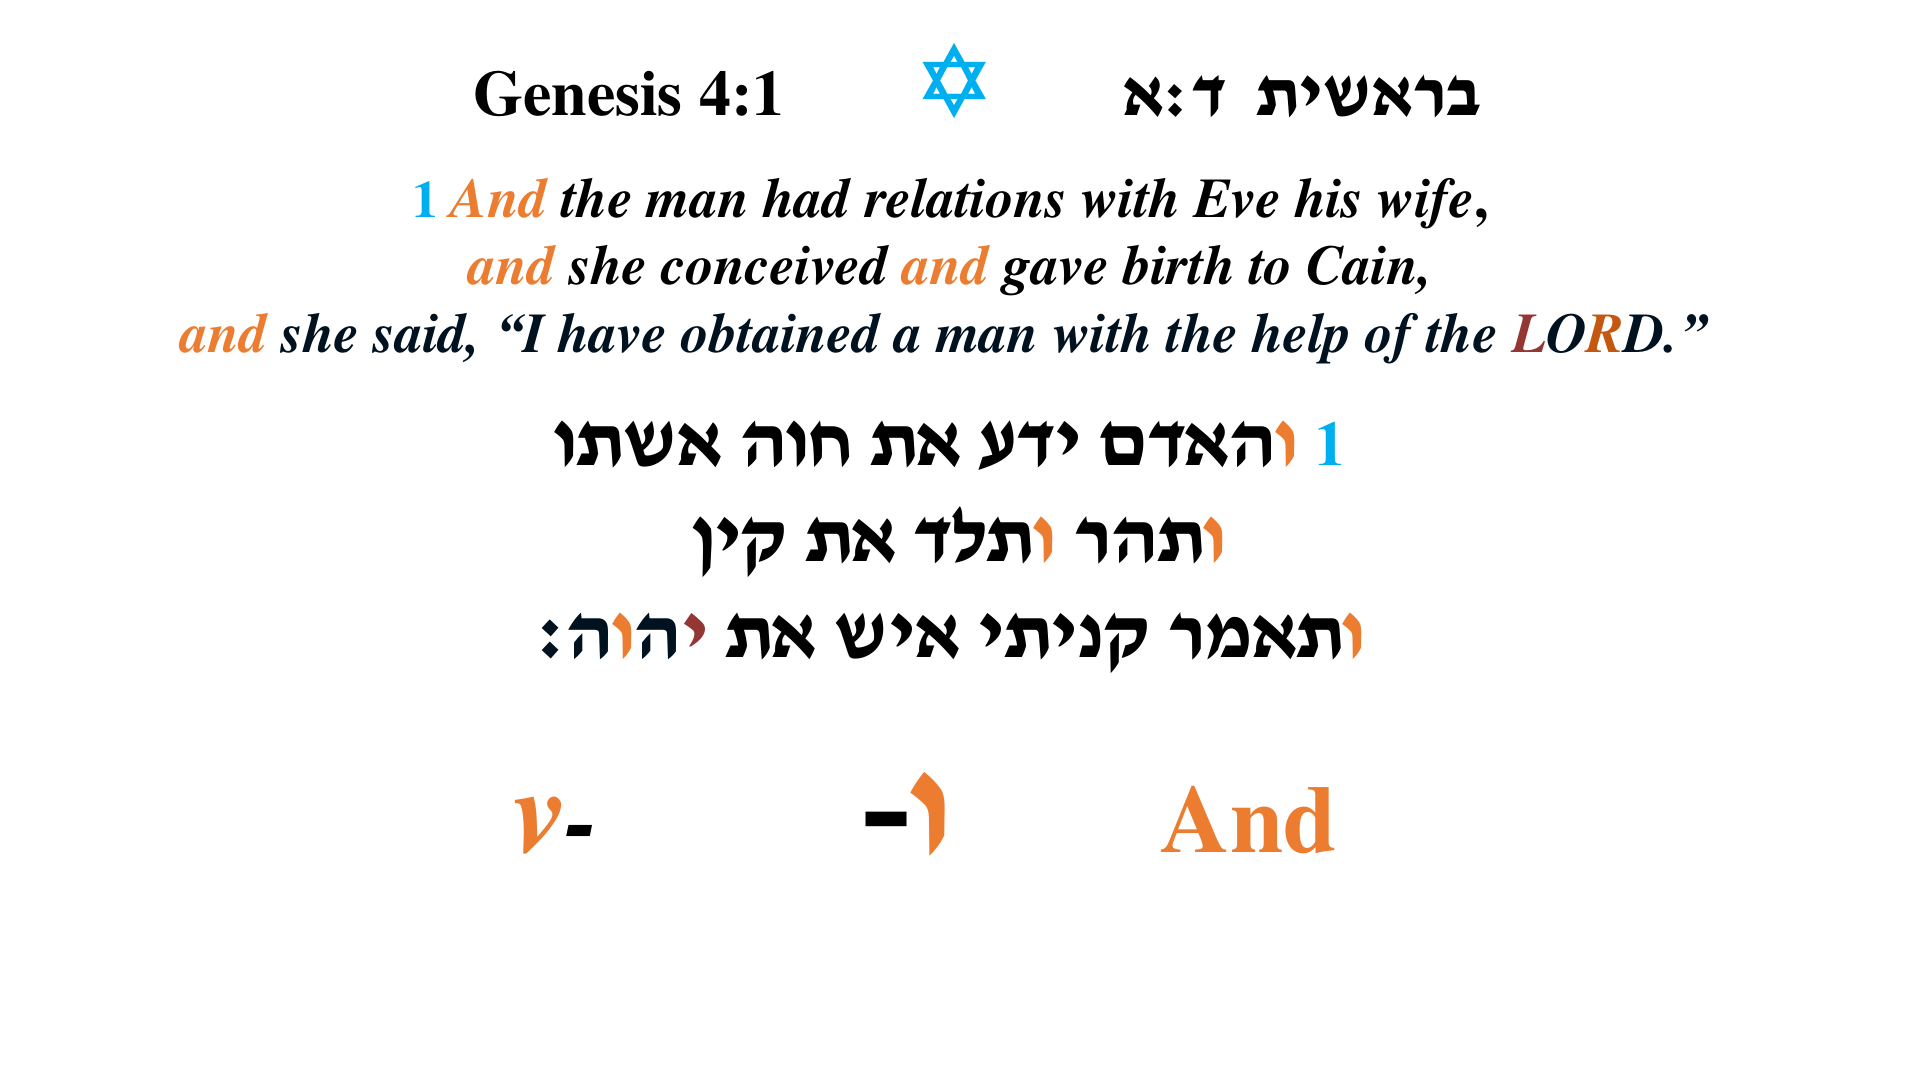 Genesis 4:1 ✡ בראשית ד:א
1 And the man had relations with Eve his wife,
and she conceived and gave birth to Cain,
and she said, “I have obtained a man with the help of the LORD.”
1 והאדם ידע את חוה אשתו
ותהר ותלד את קין
ותאמר קניתי איש את יהוה:
v- ו- And